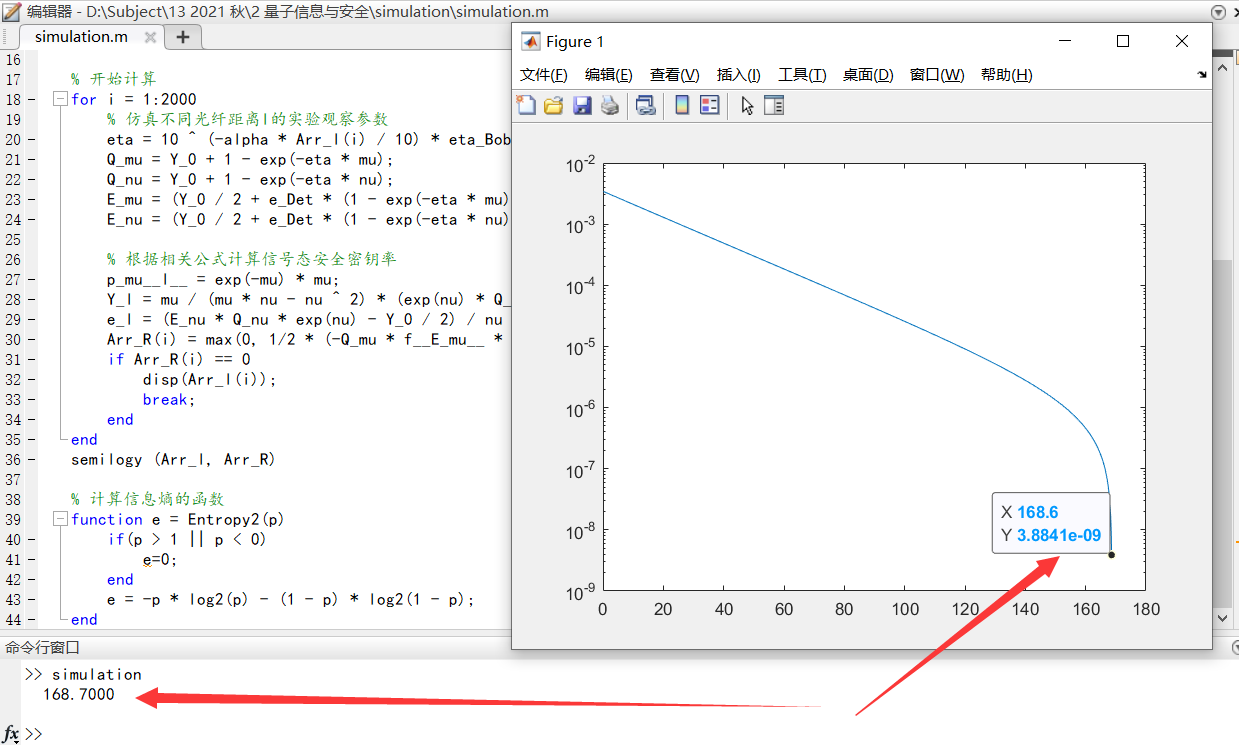 编辑器 - D:\Subject\13 2021 秋\2 量子信息与安全\simulation\simulation.m
simulation.m
16
17 % 开始计算
18 - for i = 1:2000
19 % 仿真不同光纤距离l的实验观察参数
20 - eta = 10 ^ (-alpha * Arr_l(i) / 10) * eta_Bob
21 - Q_mu = Y_0 + 1 - exp(-eta * mu);
22 - Q_nu = Y_0 + 1 - exp(-eta * nu);
23 - E_mu = (Y_0 / 2 + e_Det * (1 - exp(-eta * mu)
24 - E_nu = (Y_0 / 2 + e_Det * (1 - exp(-eta * nu)
25
26 % 根据相关公式计算信号态安全密钥率
27 - p_mu__l__ = exp(-mu) * mu;
28 - Y_l = mu / (mu * nu - nu ^ 2) * (exp(nu) * Q_
29 - e_l = (E_nu * Q_nu * exp(nu) - Y_0 / 2) / nu
30 - Arr_R(i) = max(0, 1/2 * (-Q_mu * f__E_mu__ *
31 - if Arr_R(i) == 0
32 - disp(Arr_l(i));
33 - break;
34 - end
35 - end
36 - semilogy (Arr_l, Arr_R)
37
38 % 计算信息熵的函数
39 - function e = Entropy2(p)
40 - if(p > 1 || p < 0)
41 - e=0;
42 - end
43 - e = -p * log2(p) - (1 - p) * log2(1 - p);
44 - end
Figure 1
文件(F) 编辑(E) 查看(V) 插入(I) 工具(T) 桌面(D) 窗口(W) 帮助(H)
10-2
10-3
10-4
10-5
10-6
10-7
10-8
10-9
X 168.6
Y 3.8841e-09
0 20 40 60 80 100 120 140 160 180
命令行窗口
>> simulation
168.7000
fx >>